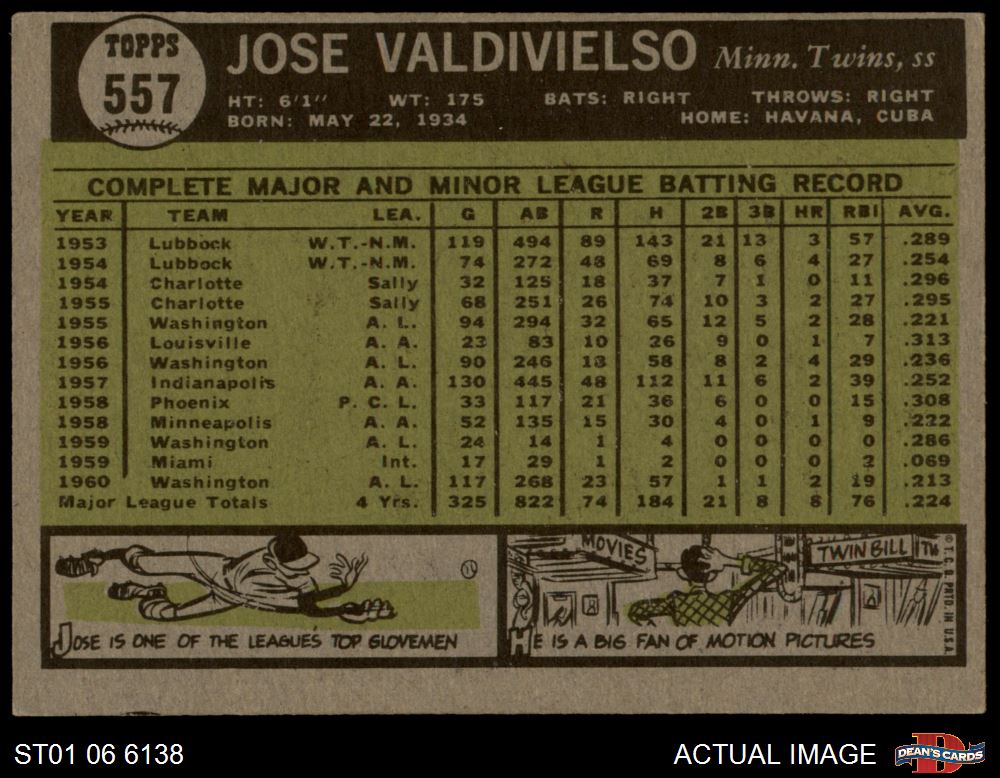 TOPPS
557
JOSE VALDIVIELSO Minn. Twins, ss
HT: 6'1" WT: 175 BATS: RIGHT THROWS: RIGHT
BORN: MAY 22, 1934 HOME: HAVANA, CUBA
COMPLETE MAJOR AND MINOR LEAGUE BATTING RECORD
YEAR TEAM LEA. G AB R H 2B 3B HR RBI AVG.
1953 Lubbock W.T.-N.M. 119 494 89 143 21 13 3 57 .289
1954 Lubbock W.T.-N.M. 74 272 48 69 8 6 4 27 .254
1954 Charlotte Sally 32 125 18 37 7 1 0 11 .296
1955 Charlotte Sally 68 251 26 74 10 3 2 27 .295
1955 Washington A. L. 94 294 32 65 12 5 2 28 .221
1956 Louisville A. A. 23 83 10 26 9 0 1 7 .313
1956 Washington A. L. 90 246 18 58 8 2 4 29 .236
1957 Indianapolis A. A. 130 445 48 112 11 6 2 39 .252
1958 Phoenix P. C. L. 33 117 21 36 6 0 0 15 .308
1958 Minneapolis A. A. 52 135 15 30 4 0 1 9 .222
1959 Washington A. L. 24 14 1 4 0 0 0 0 .286
1959 Miami Int. 17 29 1 2 0 0 0 2 .069
1960 Washington A. L. 117 268 23 57 1 1 2 19 .213
Major League Totals 4 Yrs. 325 822 74 184 21 8 8 76 .224
JOSE IS ONE OF THE LEAGUE'S TOP GLOVEMEN
MOVIES
TWIN BILL
HE IS A BIG FAN OF MOTION PICTURES
© T. C. G. PRTD. IN U.S.A.
ST01 06 6138
ACTUAL IMAGE
DEAN'S CARDS